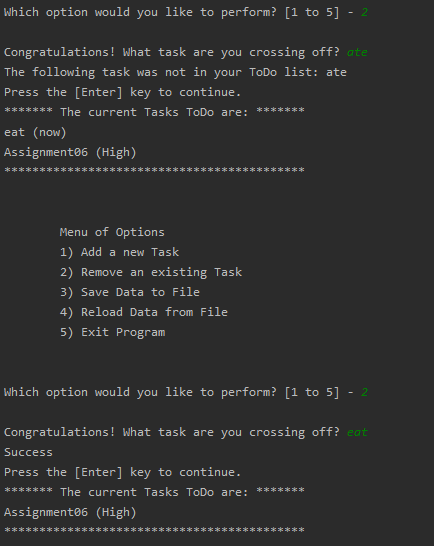 Which option would you like to perform? [1 to 5] - 2
Congratulations! What task are you crossing off? ate
The following task was not in your ToDo list: ate
Press the [Enter] key to continue.
******* The current Tasks ToDo are: *******
eat (now)
Assignment06 (High)
*******************************************
Menu of Options
1) Add a new Task
2) Remove an existing Task
3) Save Data to File
4) Reload Data from File
5) Exit Program
Which option would you like to perform? [1 to 5] - 2
Congratulations! What task are you crossing off? eat
Success
Press the [Enter] key to continue.
******* The current Tasks ToDo are: *******
Assignment06 (High)
*******************************************